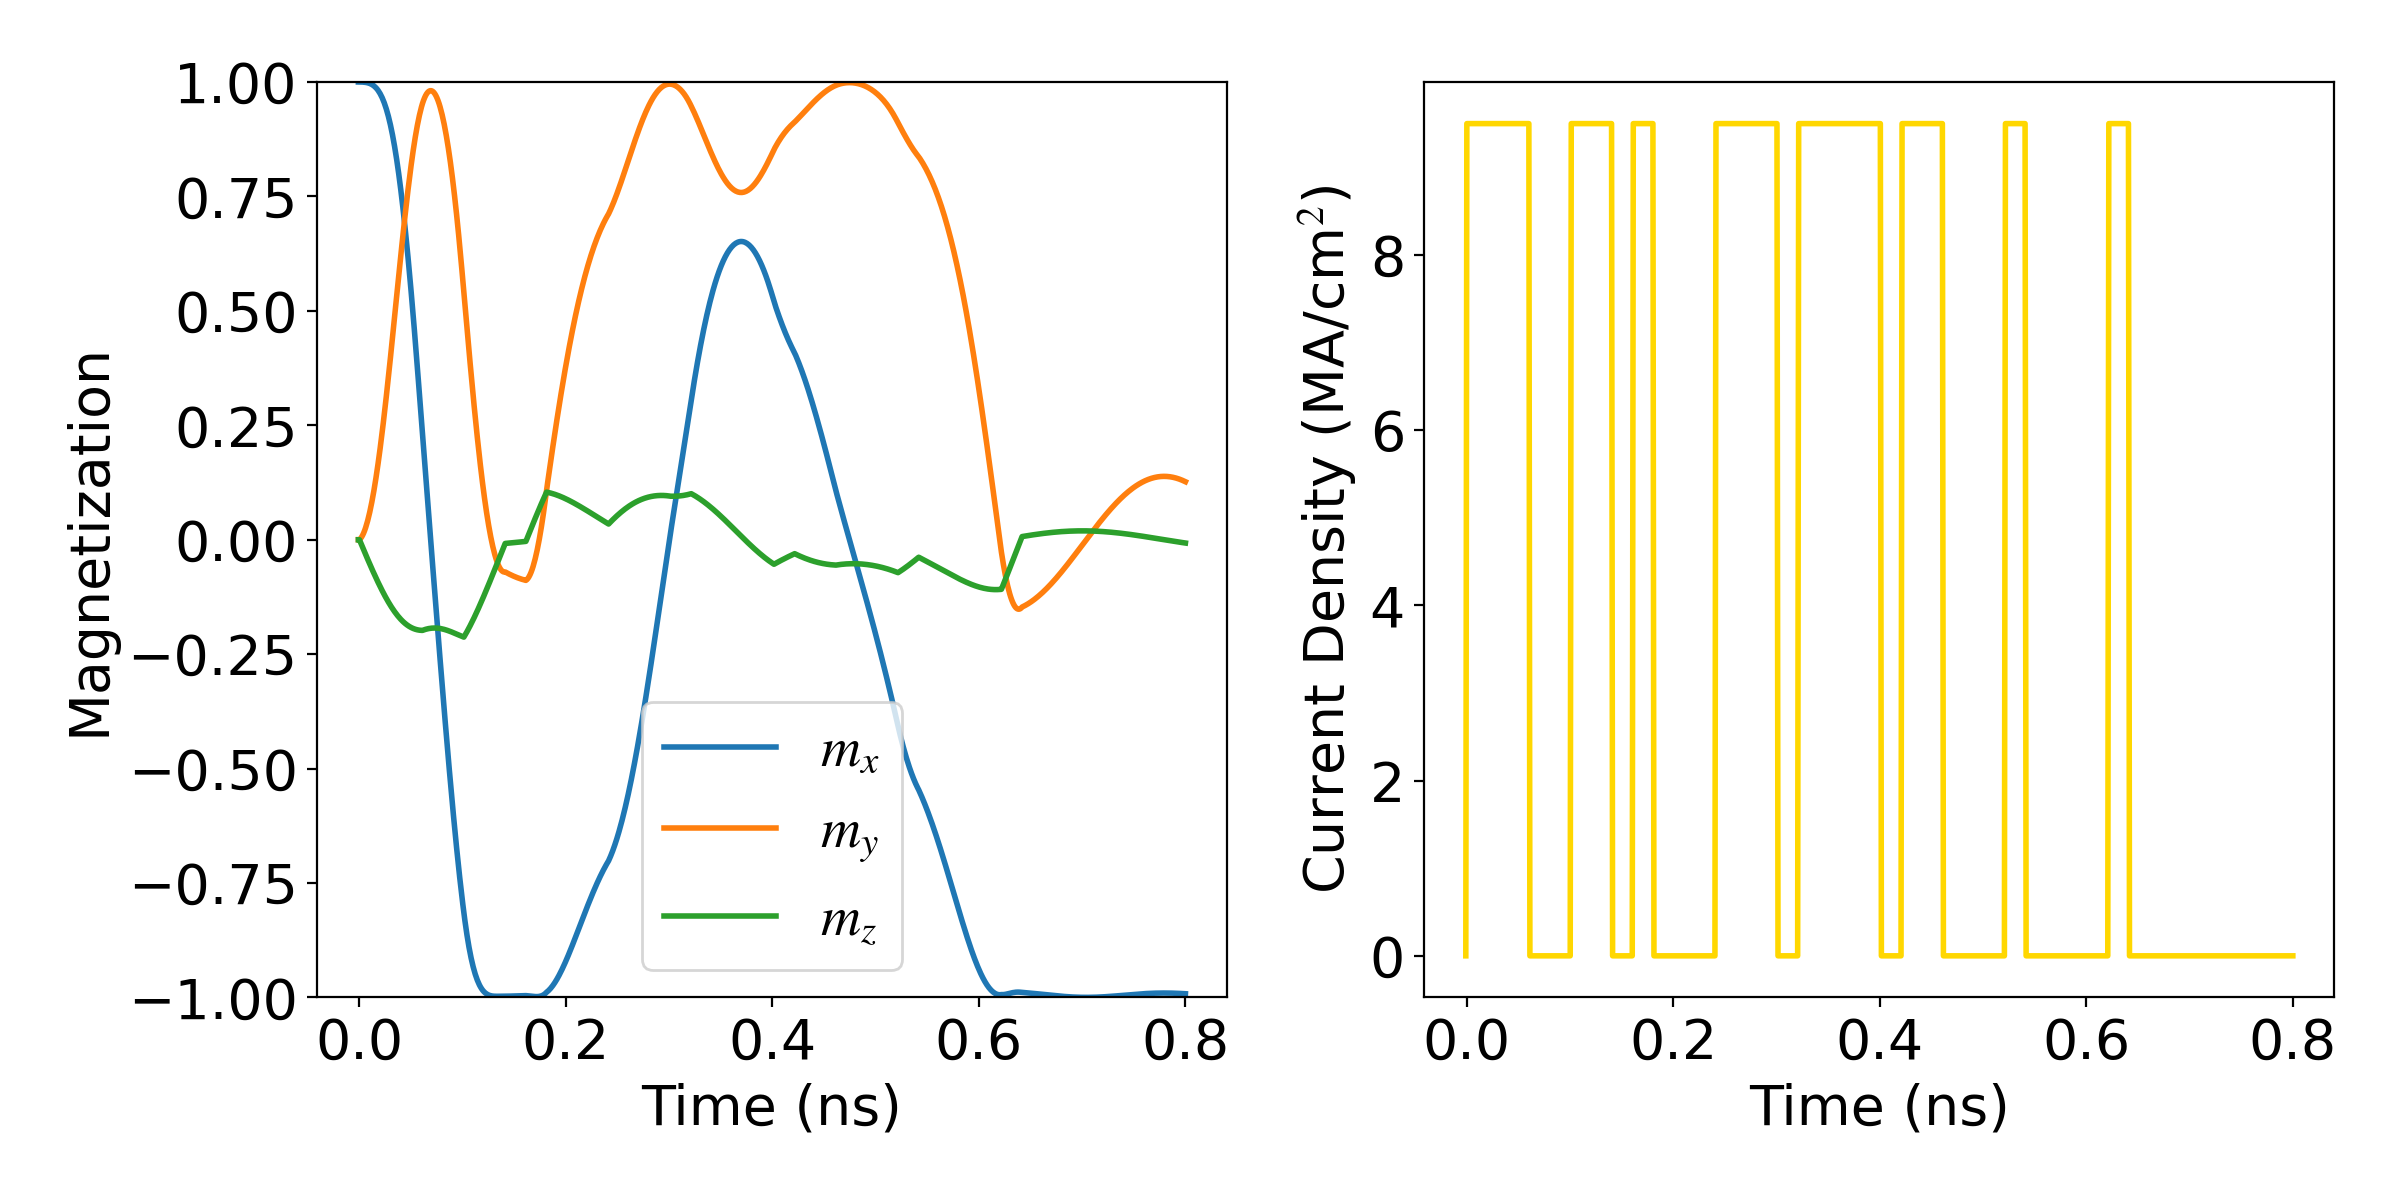 1.00
0.75
0.50
0.25
0.00
−0.25
−0.50
−0.75
−1.00
Magnetization
m_x
m_y
m_z
0.0 0.2 0.4 0.6 0.8
Time (ns)
8
6
4
2
0
Current Density (MA/cm²)
0.0 0.2 0.4 0.6 0.8
Time (ns)